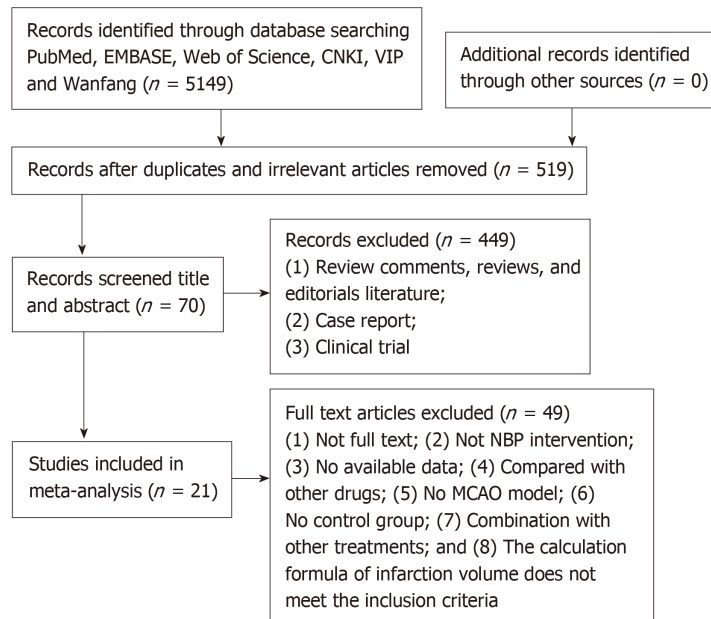 Records identified through database searching
PubMed, EMBASE, Web of Science, CNKI, VIP
and Wanfang (n = 5149)
Additional records identified
through other sources (n = 0)
Records after duplicates and irrelevant articles removed (n = 519)
Records screened title
and abstract (n = 70)
Records excluded (n = 449)
(1) Review comments, reviews, and
editorials literature;
(2) Case report;
(3) Clinical trial
Studies included in
meta-analysis (n = 21)
Full text articles excluded (n = 49)
(1) Not full text; (2) Not NBP intervention;
(3) No available data; (4) Compared with
other drugs; (5) No MCAO model; (6)
No control group; (7) Combination with
other treatments; and (8) The calculation
formula of infarction volume does not
meet the inclusion criteria